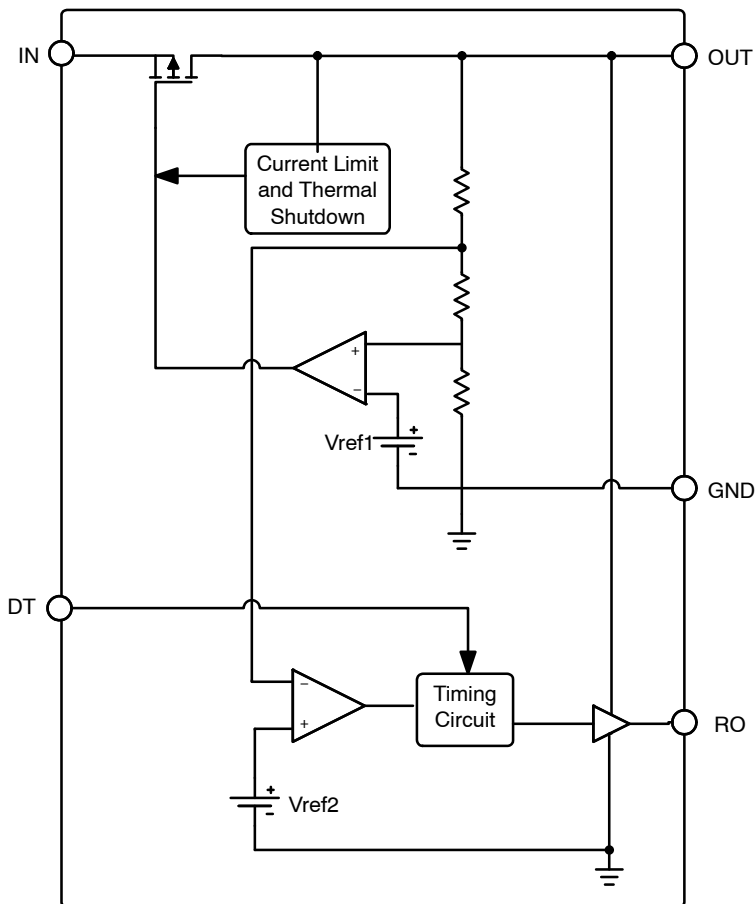 IN
OUT
Current Limit
and Thermal
Shutdown
+
−
Vref1
+
-
GND
DT
−
+
Timing
Circuit
RO
+
-
Vref2